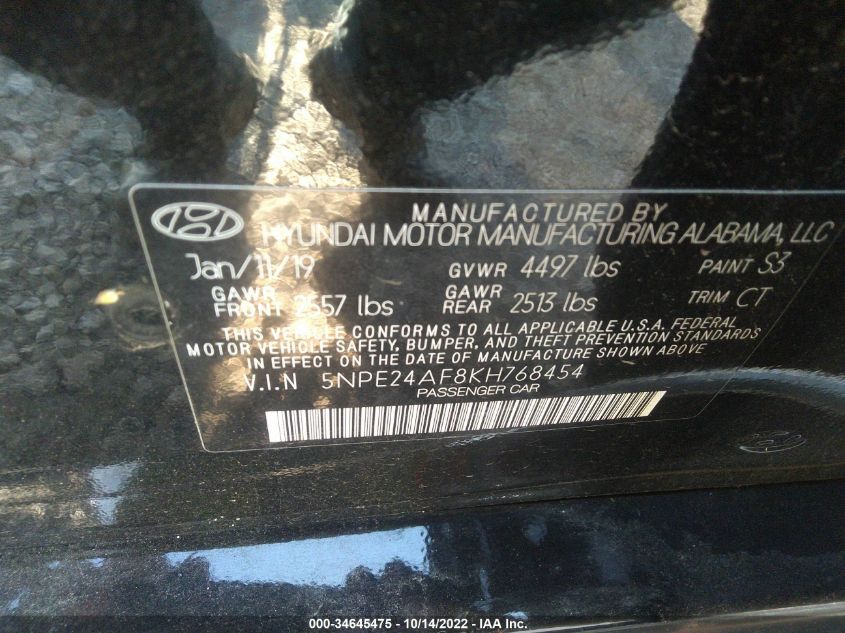 MANUFACTURED BY
HYUNDAI MOTOR MANUFACTURING ALABAMA, LLC
Jan/11/19 GVWR 4497 lbs PAINT S3
GAWR FRONT 2557 lbs GAWR REAR 2513 lbs TRIM CT
THIS VEHICLE CONFORMS TO ALL APPLICABLE U.S.A. FEDERAL
MOTOR VEHICLE SAFETY, BUMPER, AND THEFT PREVENTION STANDARDS
IN EFFECT ON THE DATE OF MANUFACTURE SHOWN ABOVE
V.I.N 5NPE24AF8KH768454
PASSENGER CAR
000-34645475 - 10/14/2022 - IAA Inc.